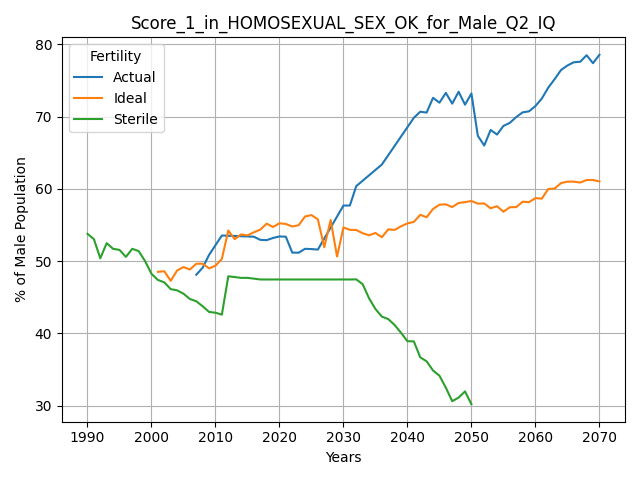 Score_1_in_HOMOSEXUAL_SEX_OK_for_Male_Q2_IQ
Fertility
Actual
Ideal
Sterile
% of Male Population
80
70
60
50
40
30
1990 2000 2010 2020 2030 2040 2050 2060 2070
Years